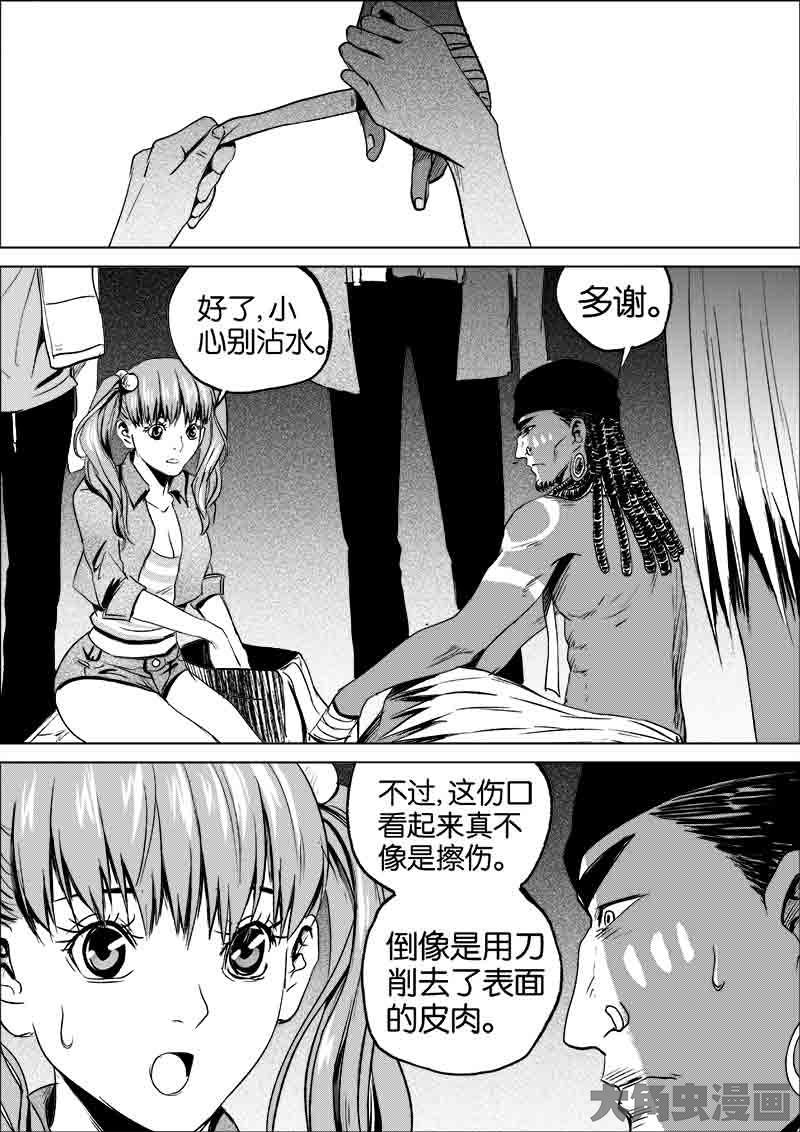 好了,小
心别沾水。
多谢。
不过,这伤口
看起来真不
像是擦伤。
倒像是用刀
削去了表面
的皮肉。
大角虫漫画